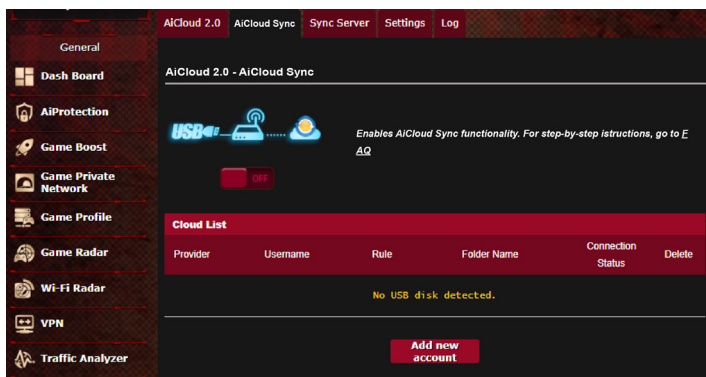 AiCloud 2.0 AiCloud Sync Sync Server Settings Log
General
Dash Board
AiProtection
Game Boost
Game Private
Network
Game Profile
Game Radar
Wi-Fi Radar
VPN
Traffic Analyzer
AiCloud 2.0 - AiCloud Sync
USB
Enables AiCloud Sync functionality. For step-by-step istructions, go to F
AQ
OFF
Cloud List
Provider Username Rule Folder Name Connection
Status Delete
No USB disk detected.
Add new
account